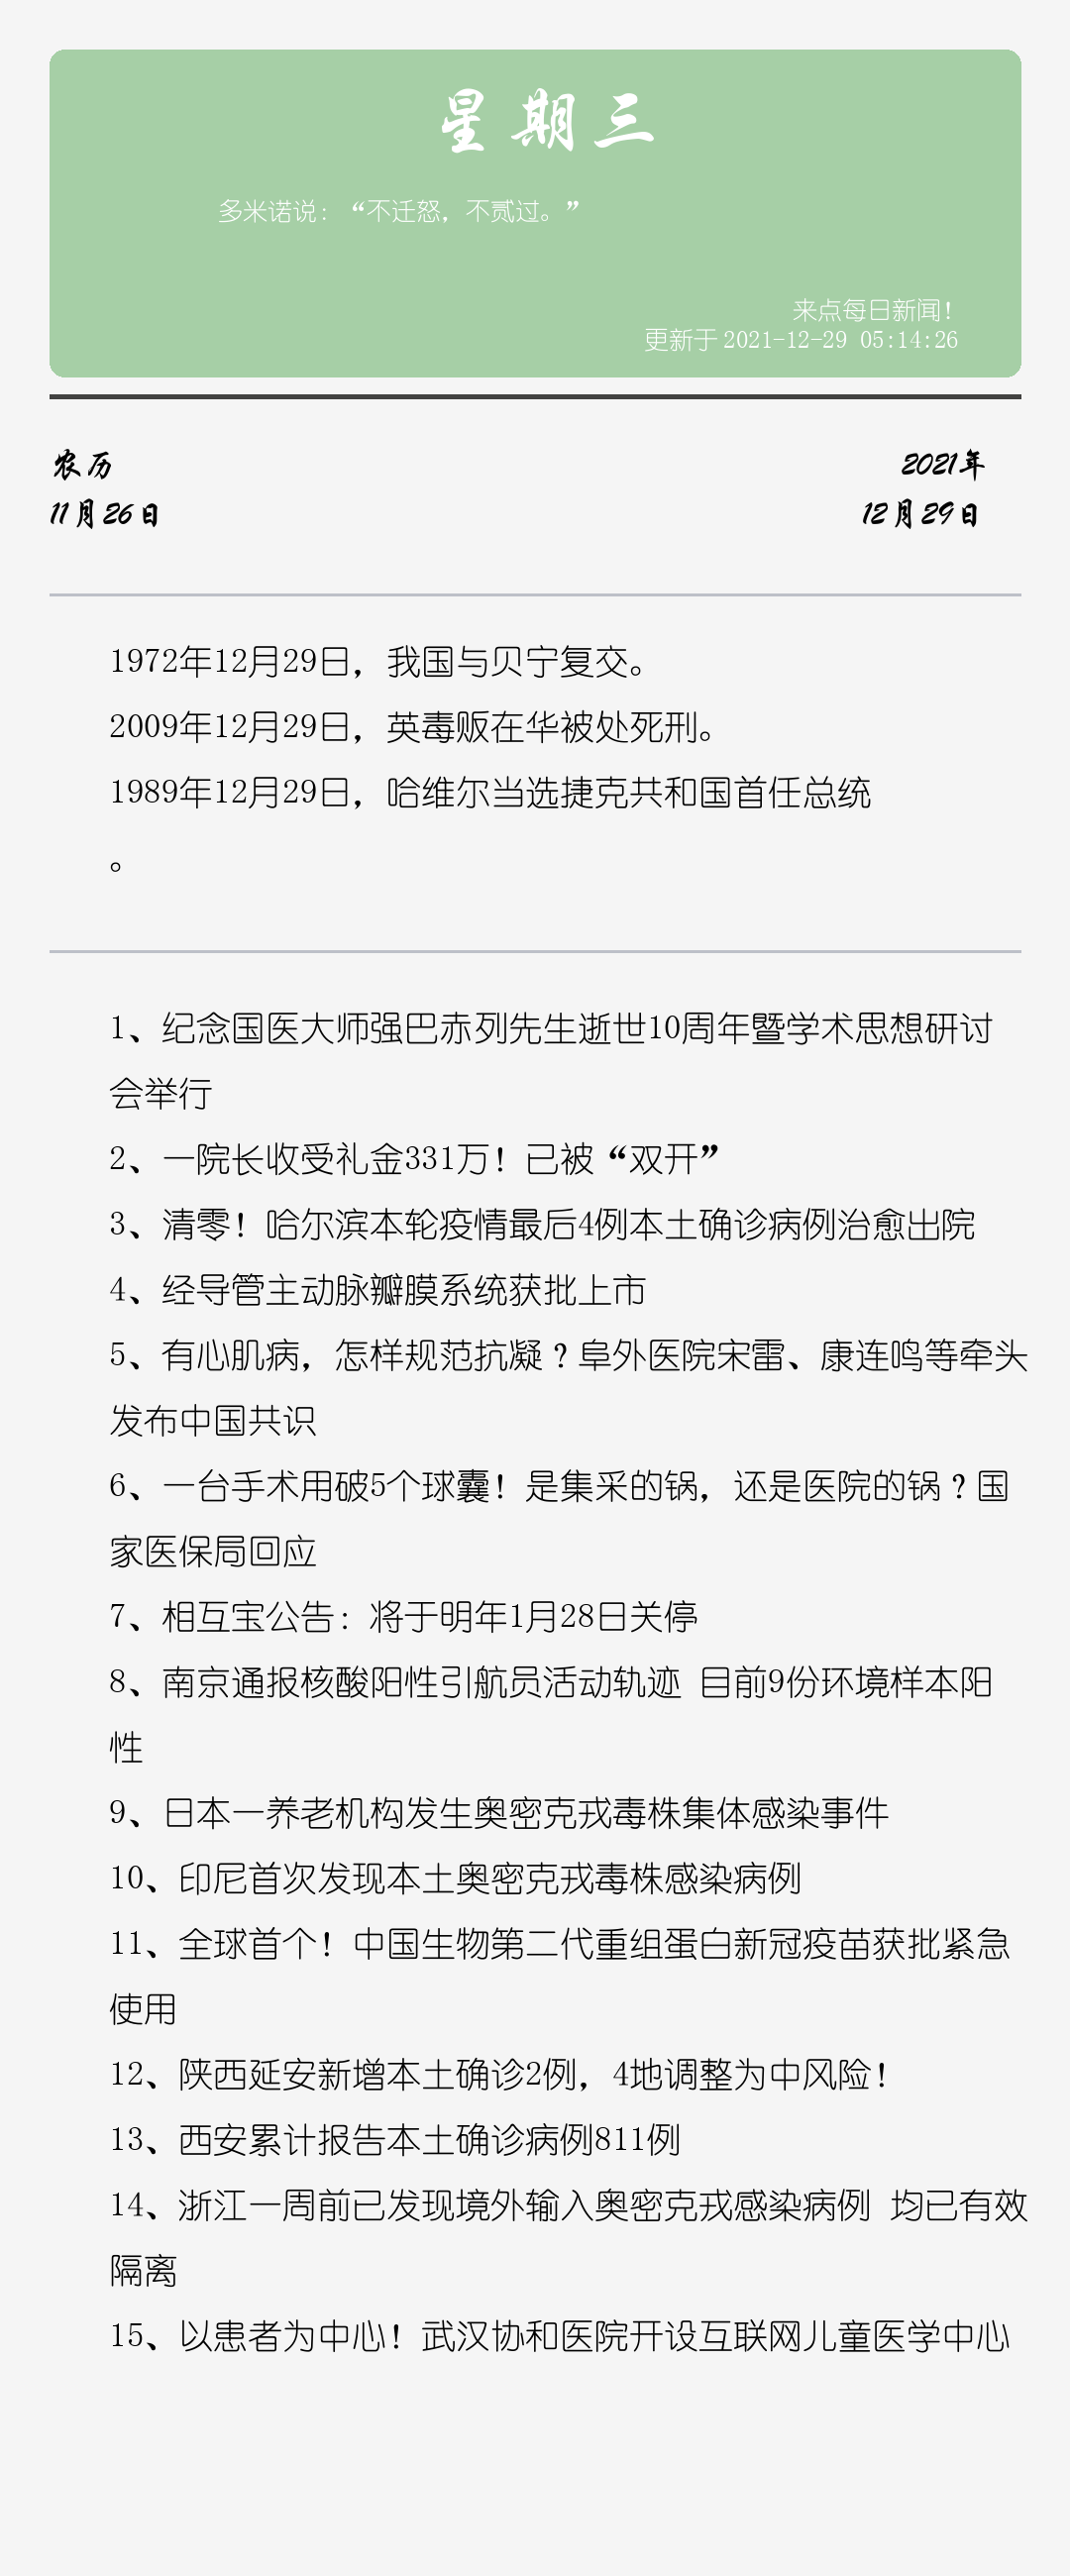 星期三
多米诺说：“不迁怒，不贰过。”
来点每日新闻！
更新于 2021-12-29 05:14:26
农历
2021年
11月26日
12月29日
1972年12月29日，我国与贝宁复交。
2009年12月29日，英毒贩在华被处死刑。
1989年12月29日，哈维尔当选捷克共和国首任总统
。
1、纪念国医大师强巴赤列先生逝世10周年暨学术思想研讨
会举行
2、一院长收受礼金331万！已被“双开”
3、清零！哈尔滨本轮疫情最后4例本土确诊病例治愈出院
4、经导管主动脉瓣膜系统获批上市
5、有心肌病，怎样规范抗凝？阜外医院宋雷、康连鸣等牵头
发布中国共识
6、一台手术用破5个球囊！是集采的锅，还是医院的锅？国
家医保局回应
7、相互宝公告：将于明年1月28日关停
8、南京通报核酸阳性引航员活动轨迹 目前9份环境样本阳
性
9、日本一养老机构发生奥密克戎毒株集体感染事件
10、印尼首次发现本土奥密克戎毒株感染病例
11、全球首个！中国生物第二代重组蛋白新冠疫苗获批紧急
使用
12、陕西延安新增本土确诊2例，4地调整为中风险！
13、西安累计报告本土确诊病例811例
14、浙江一周前已发现境外输入奥密克戎感染病例 均已有效
隔离
15、以患者为中心！武汉协和医院开设互联网儿童医学中心